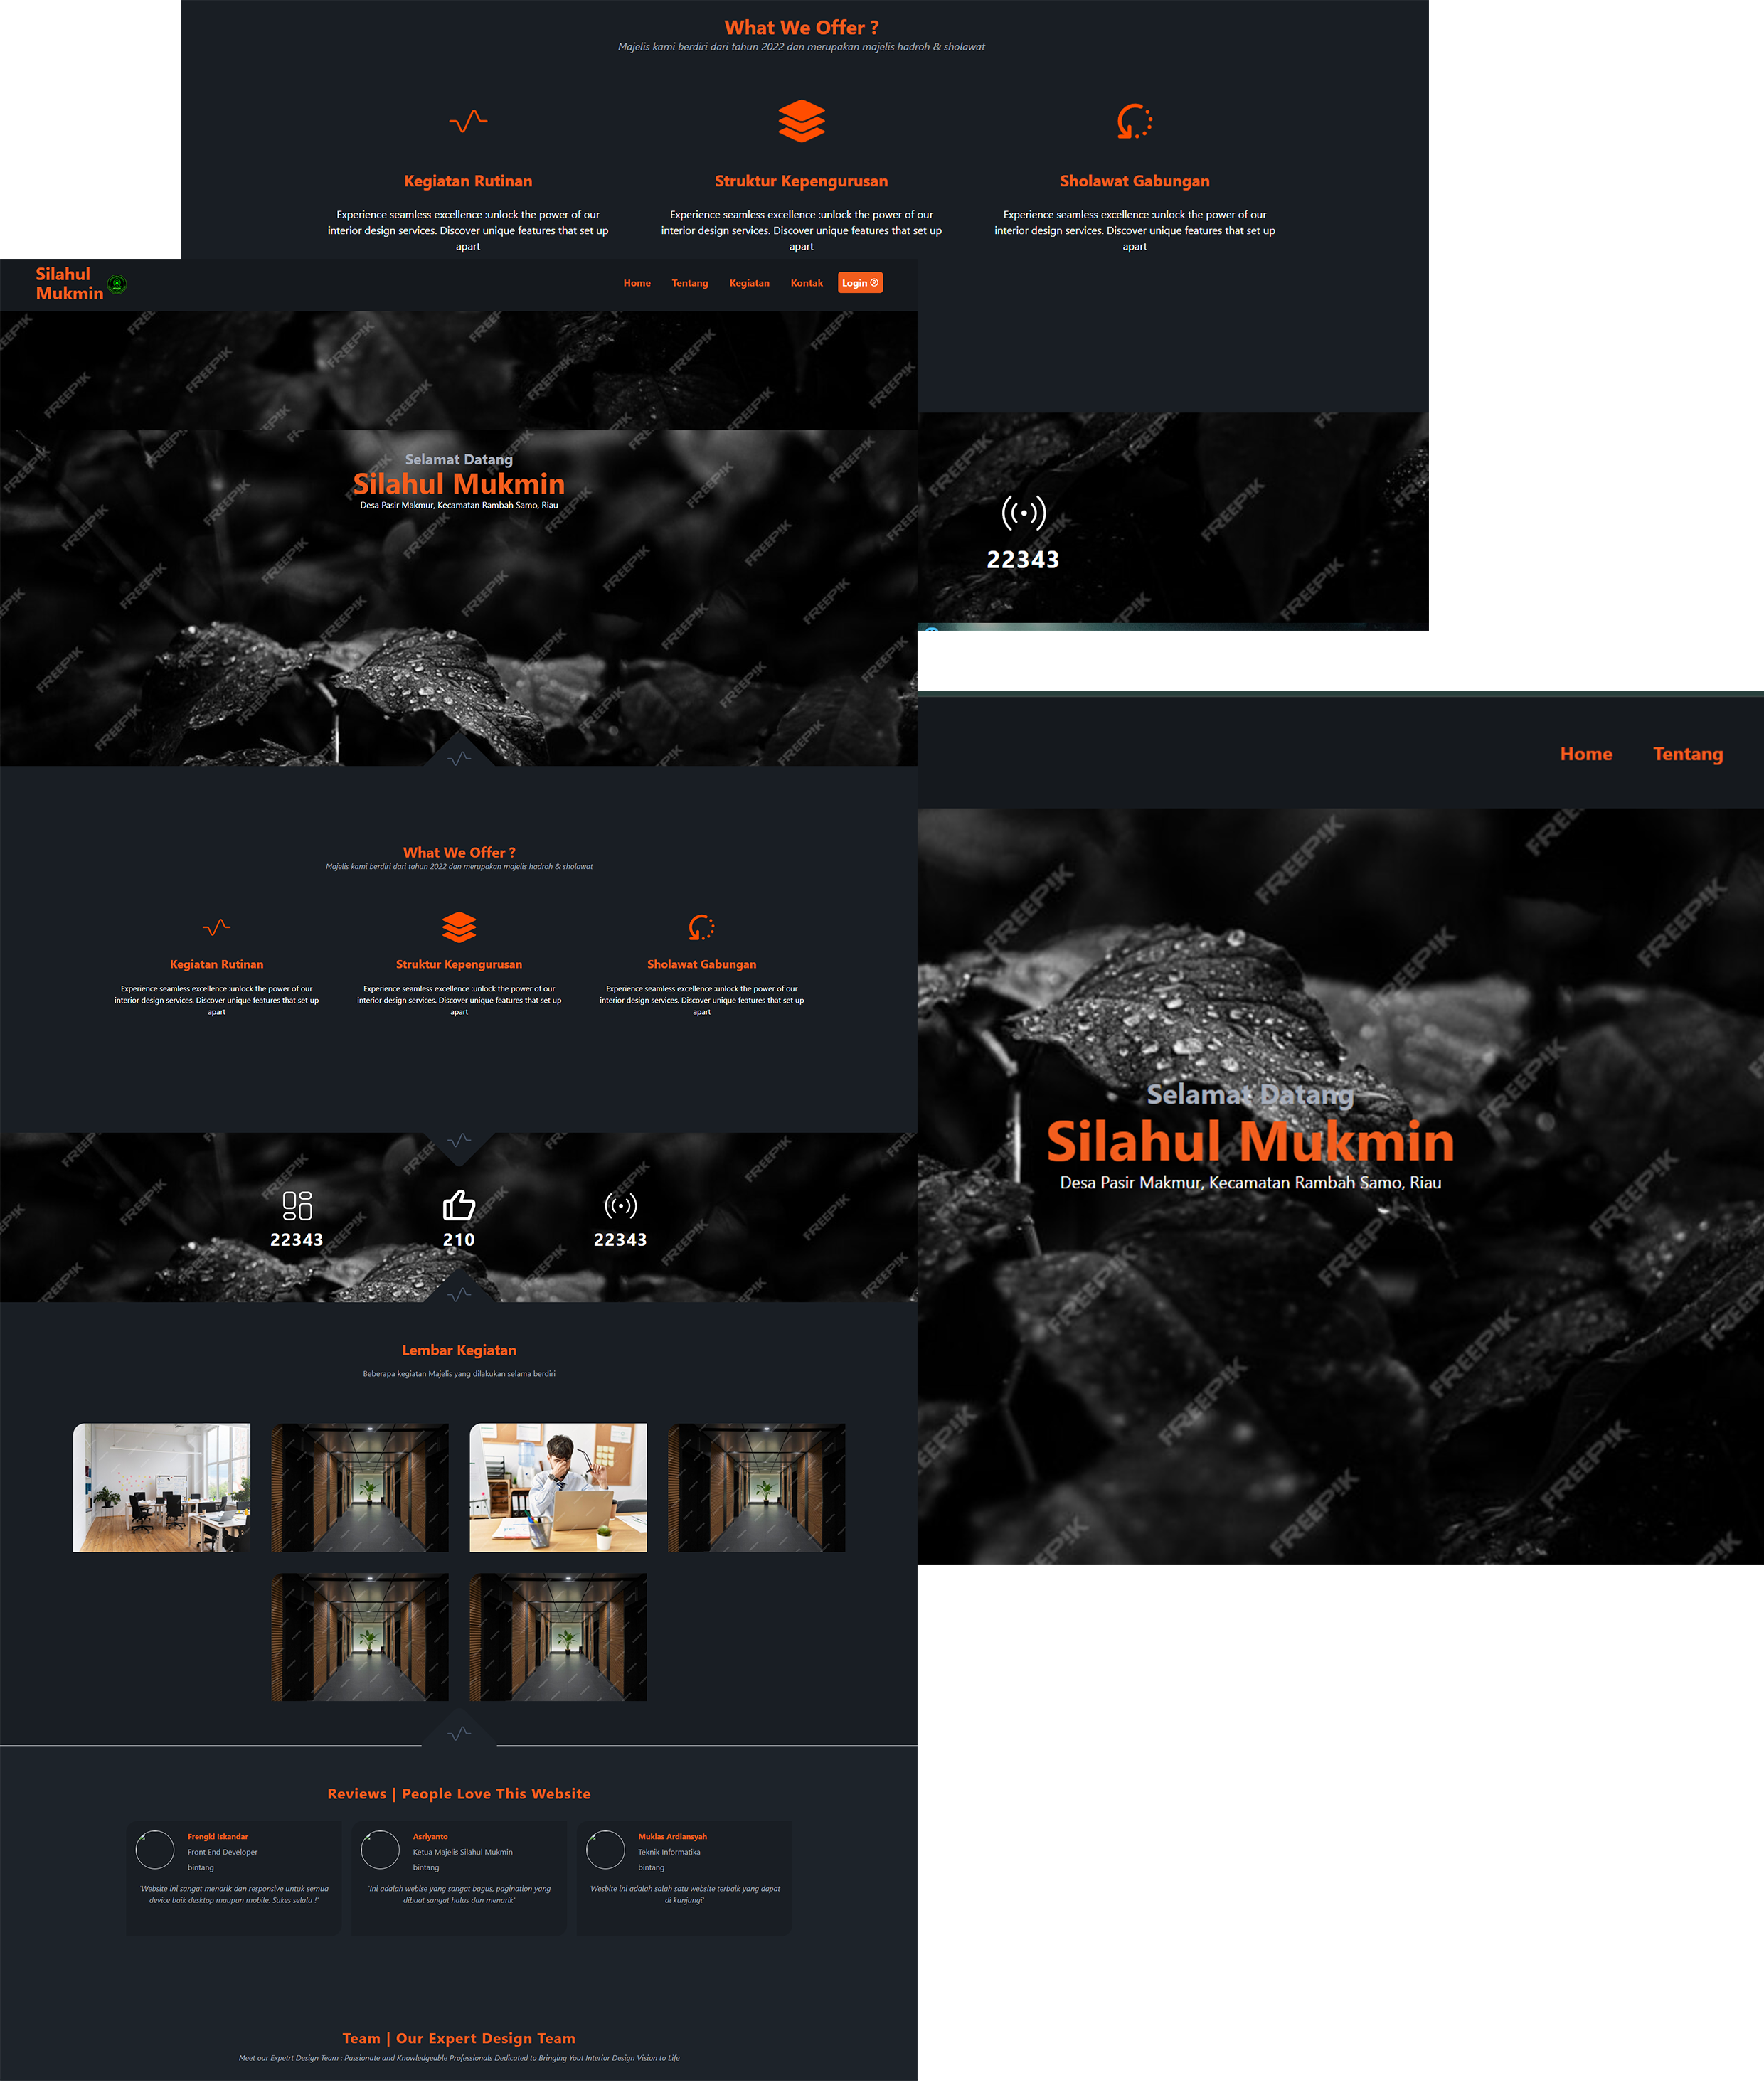 What We Offer ?
Majelis kami berdiri dari tahun 2022 dan merupakan majelis hadroh & sholawat
Kegiatan Rutinan
Experience seamless excellence :unlock the power of our
interior design services. Discover unique features that set up
apart
Struktur Kepengurusan
Experience seamless excellence :unlock the power of our
interior design services. Discover unique features that set up
apart
Sholawat Gabungan
Experience seamless excellence :unlock the power of our
interior design services. Discover unique features that set up
apart
22343
Silahul
Mukmin
Home Tentang Kegiatan Kontak Login
Selamat Datang
Silahul Mukmin
Desa Pasir Makmur, Kecamatan Rambah Samo, Riau
FREEPIK
What We Offer ?
Majelis kami berdiri dari tahun 2022 dan merupakan majelis hadroh & sholawat
Kegiatan Rutinan
Experience seamless excellence :unlock the power of our
interior design services. Discover unique features that set up
apart
Struktur Kepengurusan
Experience seamless excellence :unlock the power of our
interior design services. Discover unique features that set up
apart
Sholawat Gabungan
Experience seamless excellence :unlock the power of our
interior design services. Discover unique features that set up
apart
22343 210 22343
Lembar Kegiatan
Beberapa kegiatan Majelis yang dilakukan selama berdiri
Reviews | People Love This Website
Frengki Iskandar
Front End Developer
bintang
'Website ini sangat menarik dan responsive untuk semua
device baik desktop maupun mobile. Sukes selalu !'
Asriyanto
Ketua Majelis Silahul Mukmin
bintang
'Ini adalah webise yang sangat bagus, pagination yang
dibuat sangat halus dan menarik'
Muklas Ardiansyah
Teknik Informatika
bintang
'Wesbite ini adalah salah satu website terbaik yang dapat
di kunjungi'
Team | Our Expert Design Team
Meet our Expetrt Design Team : Passionate and Knowledgeable Professionals Dedicated to Bringing Yout Interior Design Vision to Life
Home Tentang
Selamat Datang
Silahul Mukmin
Desa Pasir Makmur, Kecamatan Rambah Samo, Riau
FREEPIK